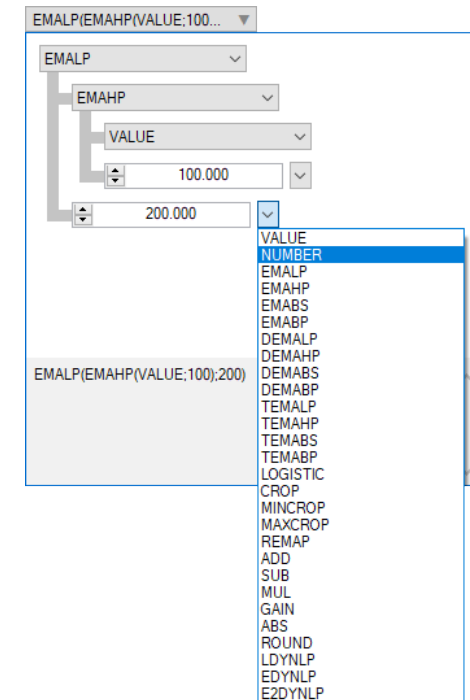 EMALP(EMAHP(VALUE;100...
EMALP
EMAHP
VALUE
100.000
200.000
VALUE
NUMBER
EMALP
EMAHP
EMABS
EMABP
DEMALP
DEMAHP
DEMABS
DEMABP
TEMALP
TEMAHP
TEMABS
TEMABP
LOGISTIC
CROP
MINCROP
MAXCROP
REMAP
ADD
SUB
MUL
GAIN
ABS
ROUND
LDYNLP
EDYNLP
E2DYNLP
EMALP(EMAHP(VALUE;100);200)